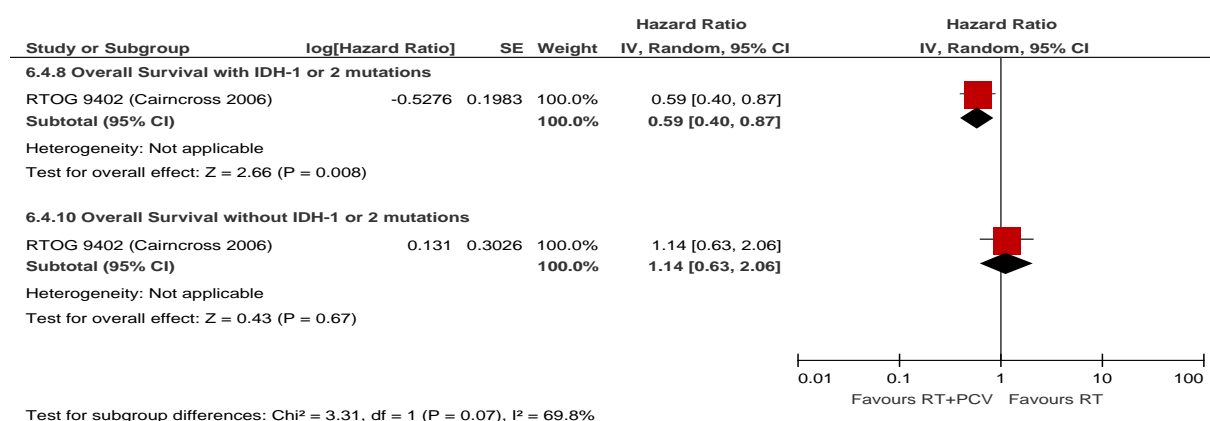 Hazard Ratio Hazard Ratio
Study or Subgroup log[Hazard Ratio] SE Weight IV, Random, 95% CI IV, Random, 95% CI
6.4.8 Overall Survival with IDH-1 or 2 mutations
RTOG 9402 (Cairncross 2006) -0.5276 0.1983 100.0% 0.59 [0.40, 0.87]
Subtotal (95% CI) 100.0% 0.59 [0.40, 0.87]
Heterogeneity: Not applicable
Test for overall effect: Z = 2.66 (P = 0.008)
6.4.10 Overall Survival without IDH-1 or 2 mutations
RTOG 9402 (Cairncross 2006) 0.131 0.3026 100.0% 1.14 [0.63, 2.06]
Subtotal (95% CI) 100.0% 1.14 [0.63, 2.06]
Heterogeneity: Not applicable
Test for overall effect: Z = 0.43 (P = 0.67)
0.01 0.1 1 10 100
Favours RT+PCV Favours RT
Test for subgroup differences: Chi² = 3.31, df = 1 (P = 0.07), I² = 69.8%